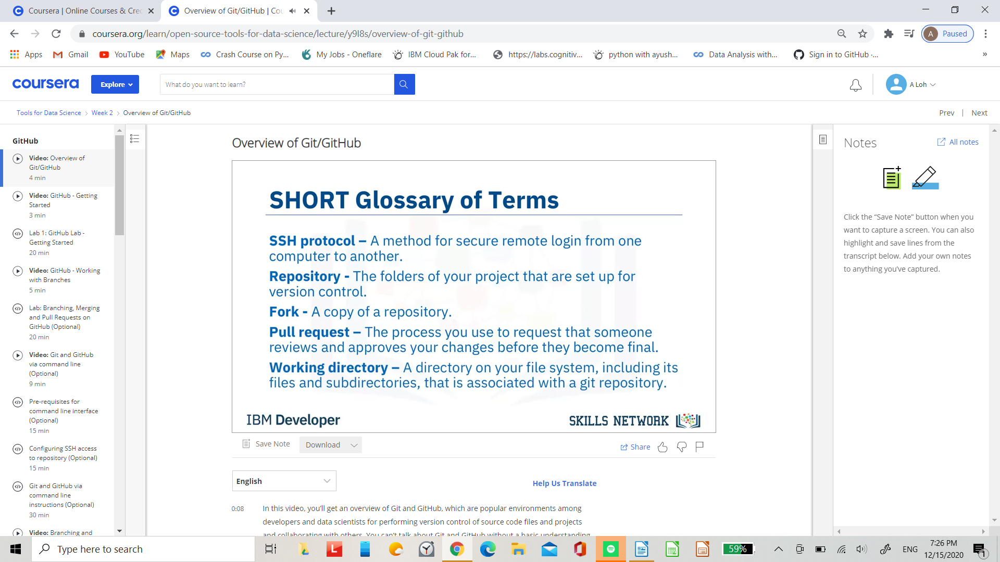 Coursera | Online Courses & Cred
Overview of Git/GitHub | Cou
coursera.org/learn/open-source-tools-for-data-science/lecture/y9l8s/overview-of-git-github
A Paused
Apps Gmail YouTube Maps Crash Course on Py... My Jobs - Oneflare IBM Cloud Pak for... https://labs.cognitiv... python with ayush... Data Analysis with... Sign in to GitHub ·... »
coursera Explore What do you want to learn? A Loh
Tools for Data Science Week 2 Overview of Git/GitHub Prev | Next
GitHub
Video: Overview of
Git/GitHub
4 min
Video: GitHub - Getting
Started
3 min
Lab 1: GitHub Lab -
Getting Started
20 min
Video: GitHub - Working
with Branches
5 min
Lab: Branching, Merging
and Pull Requests on
GitHub (Optional)
20 min
Video: Git and GitHub
via command line
(Optional)
9 min
Pre-requisites for
command line interface
(Optional)
15 min
Configuring SSH access
to repository (Optional)
15 min
Git and GitHub via
command line
instructions (Optional)
30 min
Video: Branching and
Overview of Git/GitHub
SHORT Glossary of Terms
SSH protocol – A method for secure remote login from one
computer to another.
Repository - The folders of your project that are set up for
version control.
Fork - A copy of a repository.
Pull request – The process you use to request that someone
reviews and approves your changes before they become final.
Working directory – A directory on your file system, including its
files and subdirectories, that is associated with a git repository.
IBM Developer
SKILLS NETWORK
Save Note Download Share
English
Help Us Translate
0:08 In this video, you’ll get an overview of Git and GitHub, which are popular environments among
developers and data scientists for performing version control of source code files and projects
and collaborating with others. You can’t talk about Git and GitHub without a basic understanding
Notes
All notes
Click the “Save Note” button when you
want to capture a screen. You can also
highlight and save lines from the
transcript below. Add your own notes
to anything you’ve captured.
Type here to search
L
59%
ENG
7:26 PM
12/15/2020
1